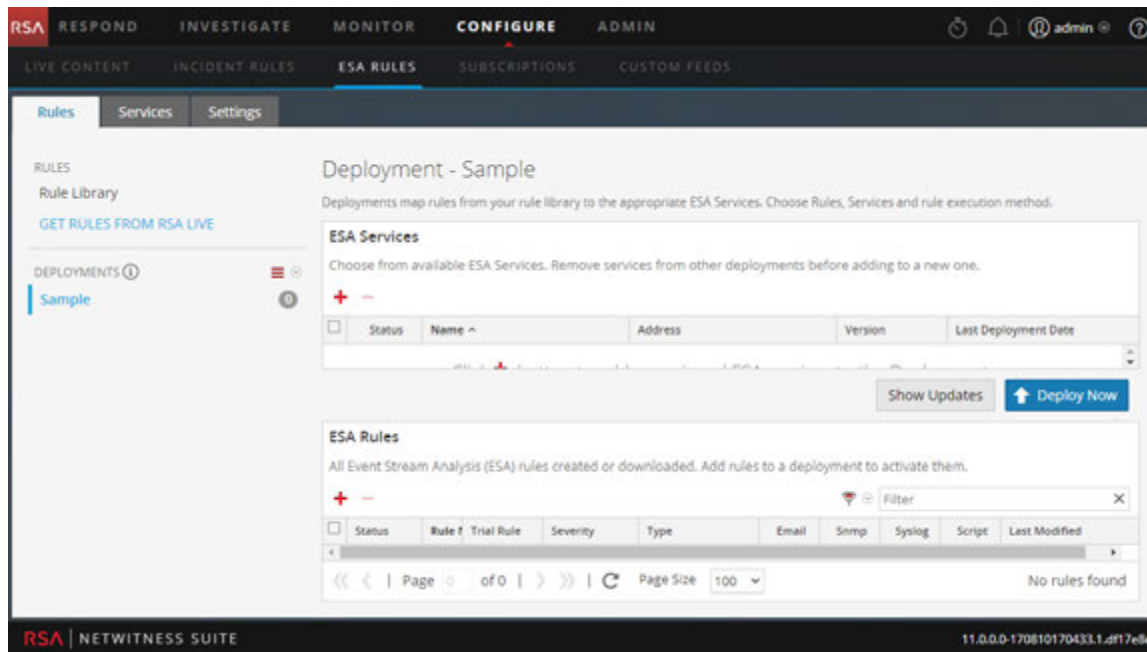 RSA RESPOND INVESTIGATE MONITOR CONFIGURE ADMIN admin
LIVE CONTENT INCIDENT RULES ESA RULES SUBSCRIPTIONS CUSTOM FEEDS
Rules Services Settings
RULES
Rule Library
GET RULES FROM RSA LIVE
DEPLOYMENTS
Sample 0
Deployment - Sample
Deployments map rules from your rule library to the appropriate ESA Services. Choose Rules, Services and rule execution method.
ESA Services
Choose from available ESA Services. Remove services from other deployments before adding to a new one.
Status Name Address Version Last Deployment Date
Show Updates Deploy Now
ESA Rules
All Event Stream Analysis (ESA) rules created or downloaded. Add rules to a deployment to activate them.
Filter
Status Rule Trial Rule Severity Type Email Snmp Syslog Script Last Modified
Page 0 of 0 Page Size 100 No rules found
RSA NETWITNESS SUITE 11.0.0.0-170810170433.1.df17e8